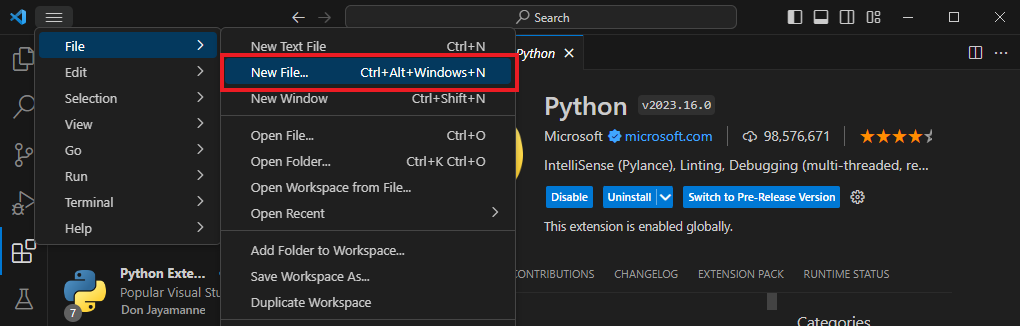 Search
File
Edit
Selection
View
Go
Run
Terminal
Help
New Text File Ctrl+N
New File... Ctrl+Alt+Windows+N
New Window Ctrl+Shift+N
Open File... Ctrl+O
Open Folder... Ctrl+K Ctrl+O
Open Workspace from File...
Open Recent
Add Folder to Workspace...
Save Workspace As...
Duplicate Workspace
Python
Python v2023.16.0
Microsoft microsoft.com 98,576,671
IntelliSense (Pylance), Linting, Debugging (multi-threaded, re...
Disable Uninstall Switch to Pre-Release Version
This extension is enabled globally.
CONTRIBUTIONS CHANGELOG EXTENSION PACK RUNTIME STATUS
Categories
Python Exte...
Popular Visual Stu
Don Jayamanne
7